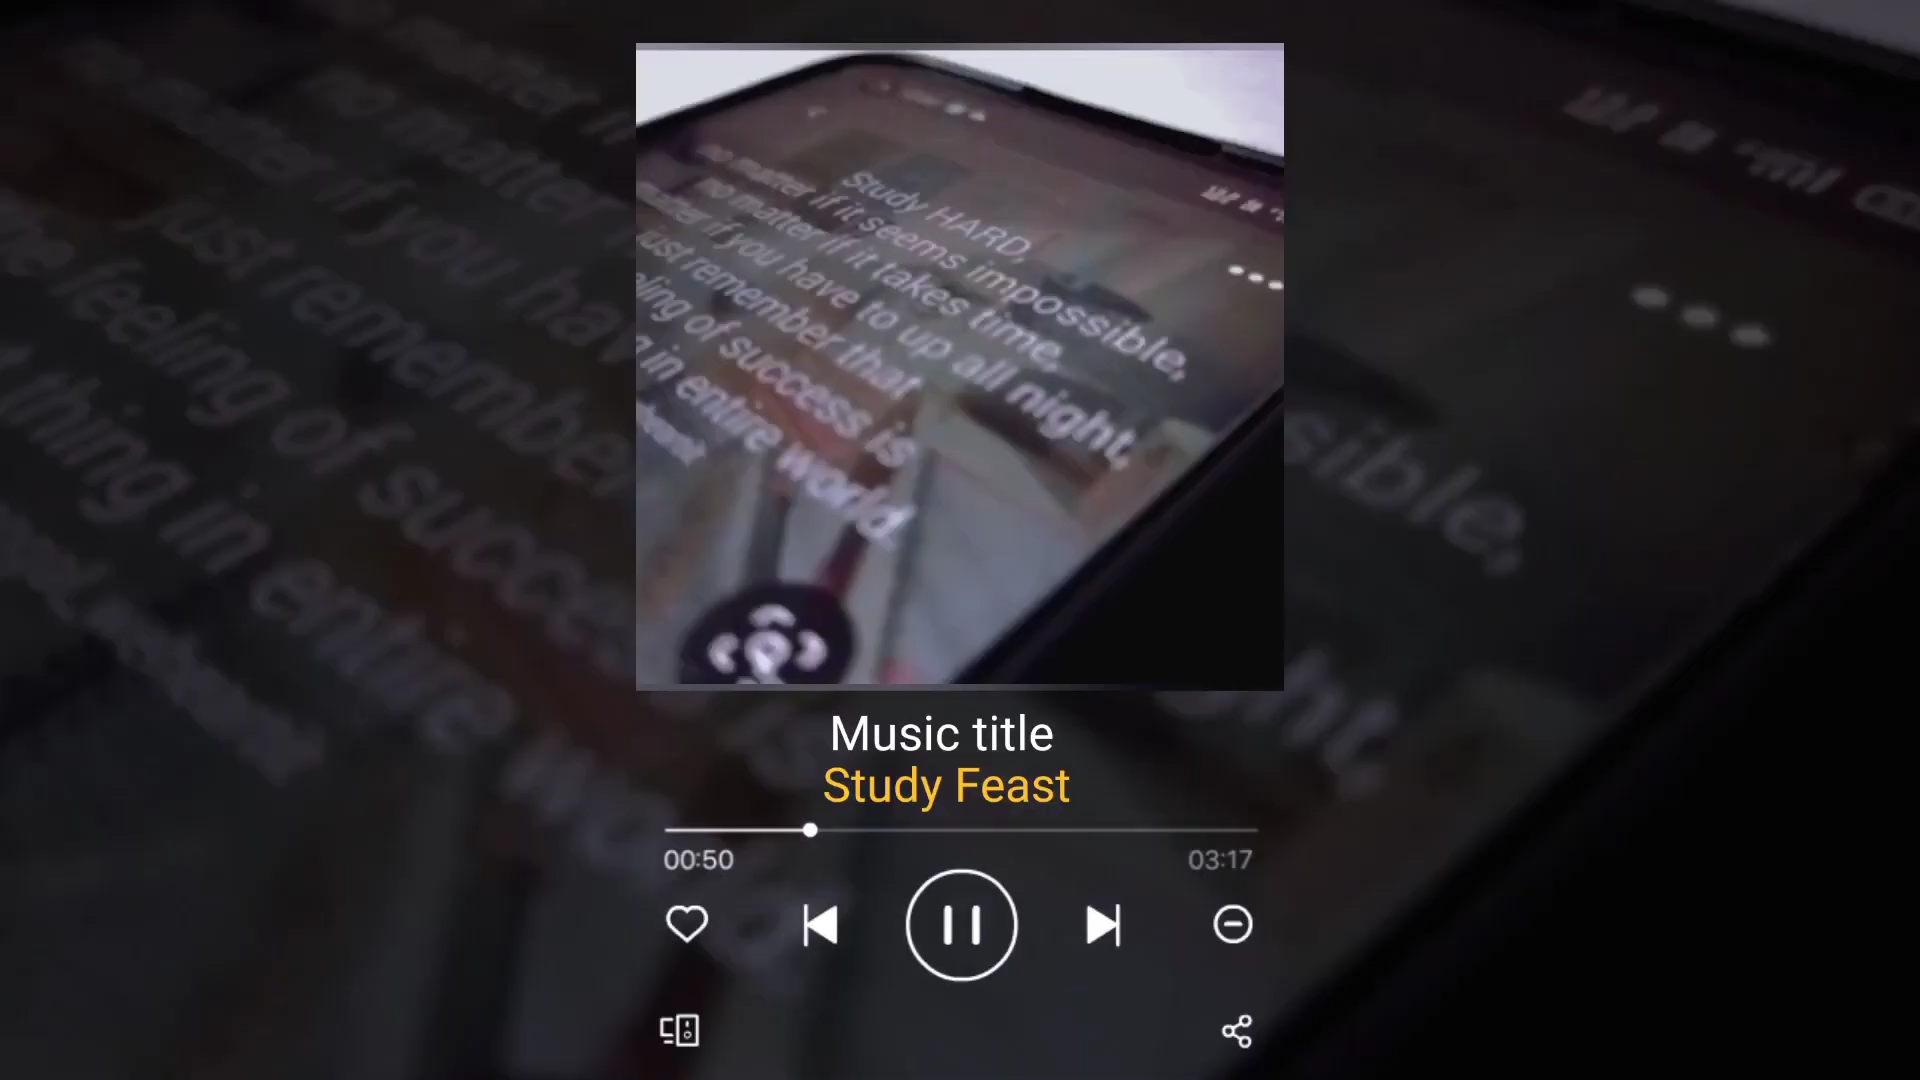 Study HARD,
no matter if it seems impossible,
no matter if it takes time,
matter if you have to up all night,
just remember that
feeling of success is
thing in entire world.
Music title
Study Feast
00:50
03:17